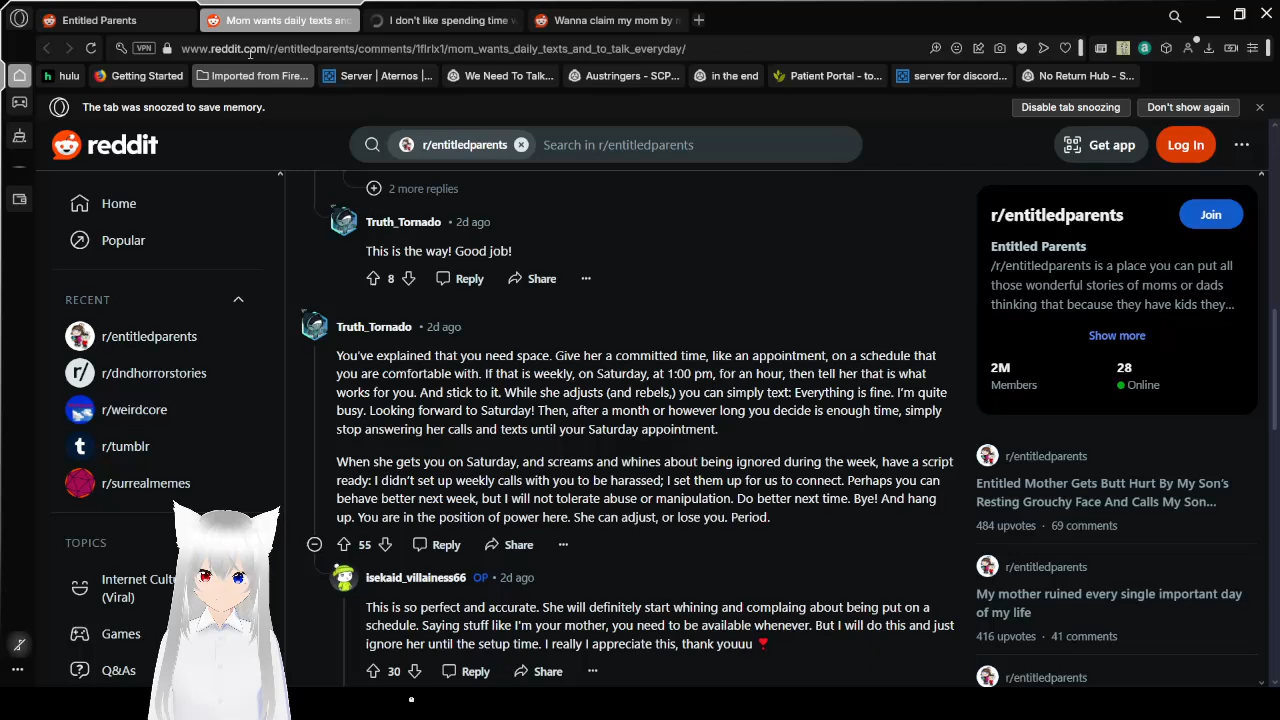 Entitled Parents
Mom wants daily texts and
I don't like spending time w
Wanna claim my mom by m
VPN
www.reddit.com/r/entitledparents/comments/1flrlx1/mom_wants_daily_texts_and_to_talk_everyday/
hulu
Getting Started
Imported from Fire...
Server | Aternos |...
We Need To Talk...
Austringers - SCP...
in the end
Patient Portal - to...
server for discord...
No Return Hub - S...
The tab was snoozed to save memory.
Disable tab snoozing
Don't show again
reddit
r/entitledparents
Search in r/entitledparents
Get app
Log In
Home
Popular
RECENT
r/entitledparents
r/dndhorrorstories
r/weirdcore
r/tumblr
r/surrealmemes
TOPICS
Internet Cult
(Viral)
Games
Q&As
2 more replies
Truth_Tornado • 2d ago
This is the way! Good job!
8 Reply Share
Truth_Tornado • 2d ago
You've explained that you need space. Give her a committed time, like an appointment, on a schedule that
you are comfortable with. If that is weekly, on Saturday, at 1:00 pm, for an hour, then tell her that is what
works for you. And stick to it. While she adjusts (and rebels,) you can simply text: Everything is fine. I'm quite
busy. Looking forward to Saturday! Then, after a month or however long you decide is enough time, simply
stop answering her calls and texts until your Saturday appointment.
When she gets you on Saturday, and screams and whines about being ignored during the week, have a script
ready: I didn't set up weekly calls with you to be harassed; I set them up for us to connect. Perhaps you can
behave better next week, but I will not tolerate abuse or manipulation. Do better next time. Bye! And hang
up. You are in the position of power here. She can adjust, or lose you. Period.
55 Reply Share
isekaid_villainess66 OP • 2d ago
This is so perfect and accurate. She will definitely start whining and complaing about being put on a
schedule. Saying stuff like I'm your mother, you need to be available whenever. But I will do this and just
ignore her until the setup time. I really I appreciate this, thank youuu ❣
30 Reply Share
r/entitledparents
Join
Entitled Parents
/r/entitledparents is a place you can put all
those wonderful stories of moms or dads
thinking that because they have kids they...
Show more
2M
28
Members
Online
r/entitledparents
Entitled Mother Gets Butt Hurt By My Son's
Resting Grouchy Face And Calls My Son...
484 upvotes • 69 comments
r/entitledparents
My mother ruined every single important day
of my life
416 upvotes • 41 comments
r/entitledparents